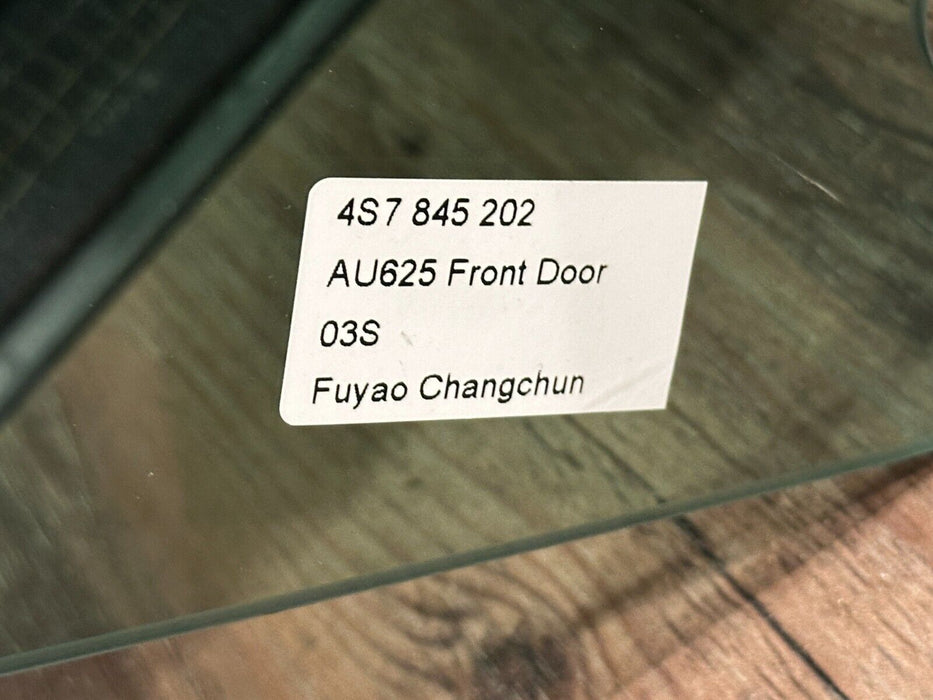 4S7 845 202
AU625 Front Door
03S
Fuyao Changchun